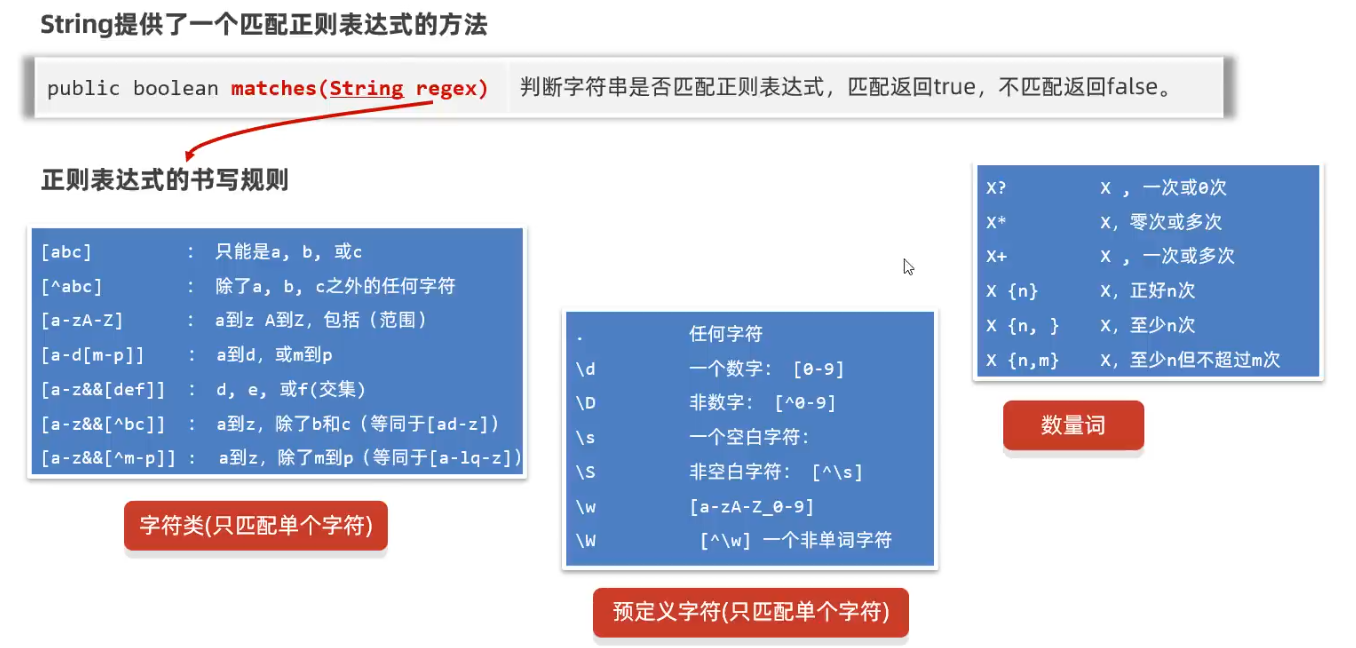 String提供了一个匹配正则表达式的方法
public boolean matches(String regex) 判断字符串是否匹配正则表达式，匹配返回true，不匹配返回false。
正则表达式的书写规则
[abc] : 只能是a, b, 或c
[^abc] : 除了a, b, c之外的任何字符
[a-zA-Z] : a到z A到Z，包括（范围）
[a-d[m-p]] : a到d，或m到p
[a-z&&[def]] : d, e, 或f(交集)
[a-z&&[^bc]] : a到z，除了b和c（等同于[ad-z]）
[a-z&&[^m-p]] : a到z，除了m到p（等同于[a-lq-z]）
字符类(只匹配单个字符)
. 任何字符
\d 一个数字： [0-9]
\D 非数字： [^0-9]
\s 一个空白字符：
\S 非空白字符： [^\s]
\w [a-zA-Z_0-9]
\W [^\w] 一个非单词字符
预定义字符(只匹配单个字符)
X? X , 一次或0次
X* X, 零次或多次
X+ X , 一次或多次
X {n} X, 正好n次
X {n, } X, 至少n次
X {n,m} X, 至少n但不超过m次
数量词